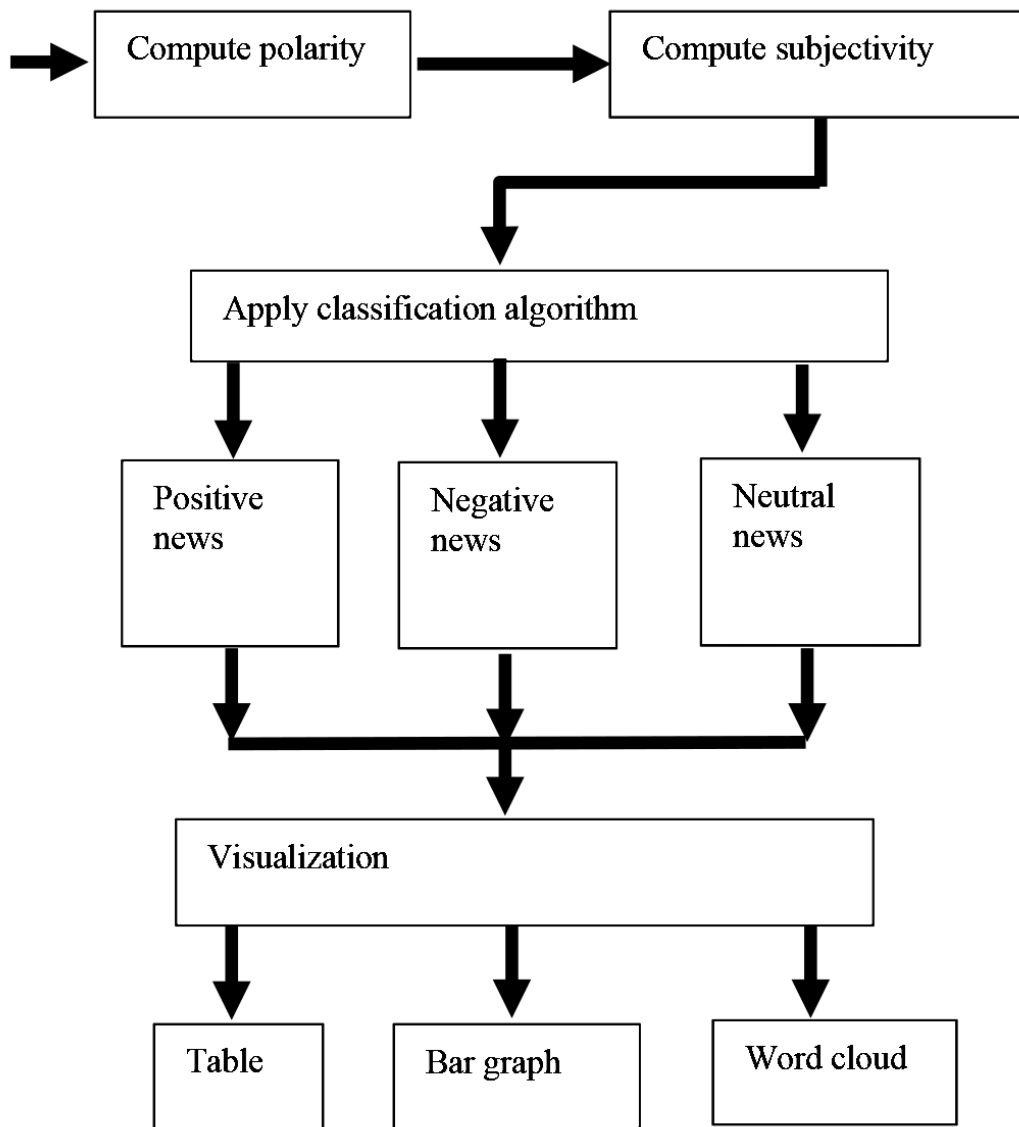 Compute polarity
Compute subjectivity
Apply classification algorithm
Positive
news
Negative
news
Neutral
news
Visualization
Table
Bar graph
Word cloud